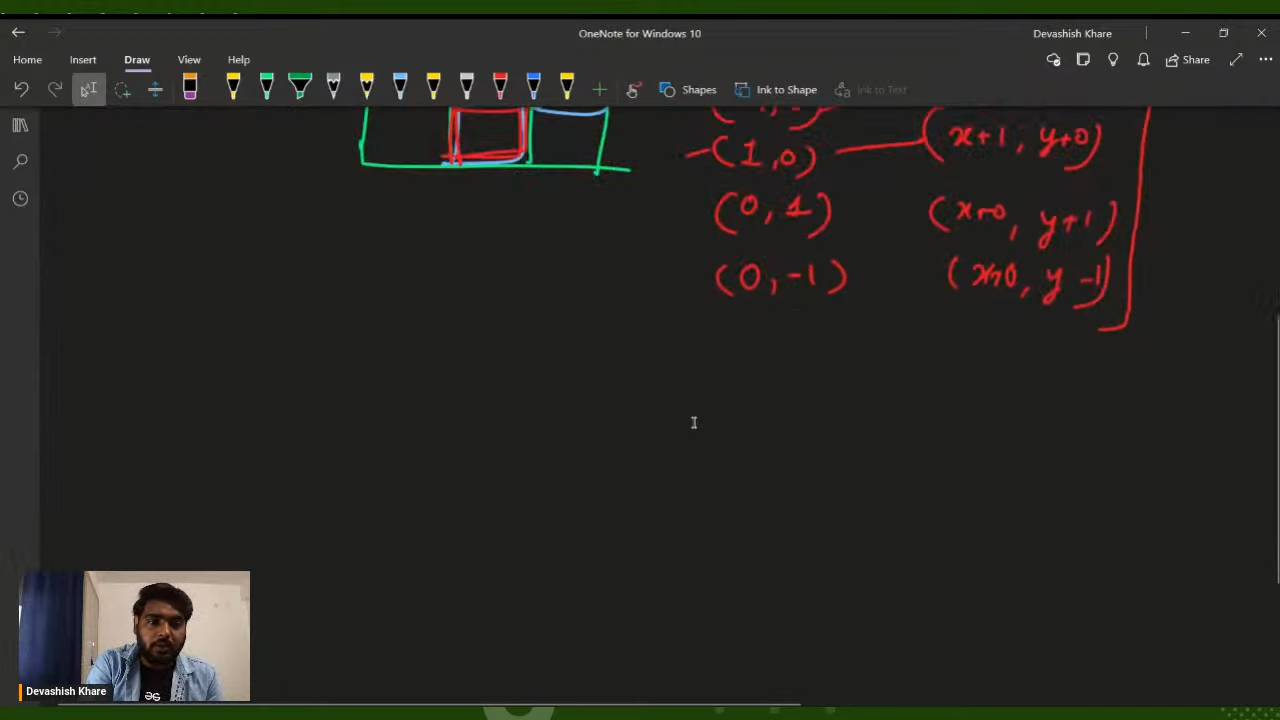 OneNote for Windows 10
Devashish Khare
Home Insert Draw View Help
Share
Shapes
Ink to Shape
Ink to Text
(1,0)
(x+1, y+0)
(0,1)
(x+0, y+1)
(0,-1)
(x+0, y-1)
Devashish Khare